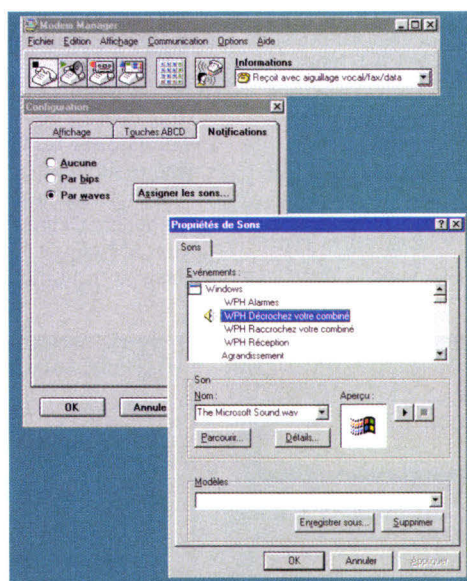 Modem Manager
Fichier Edition Affichage Communication Options Aide
Informations
Reçoit avec aiguillage vocal/fax/data
Configuration
Affichage Touches ABCD Notifications
Aucune
Par bips
Par waves Assigner les sons...
OK Annule
Propriétés de Sons
Sons
Evénements :
Windows
WPH Alarmes
WPH Décrochez votre combiné
WPH Raccrochez votre combiné
WPH Réception
Agrandissement
Son
Nom : Aperçu :
The Microsoft Sound.wav
Parcourir... Détails...
Modèles
Enregistrer sous... Supprimer
OK Annuler Appliquer